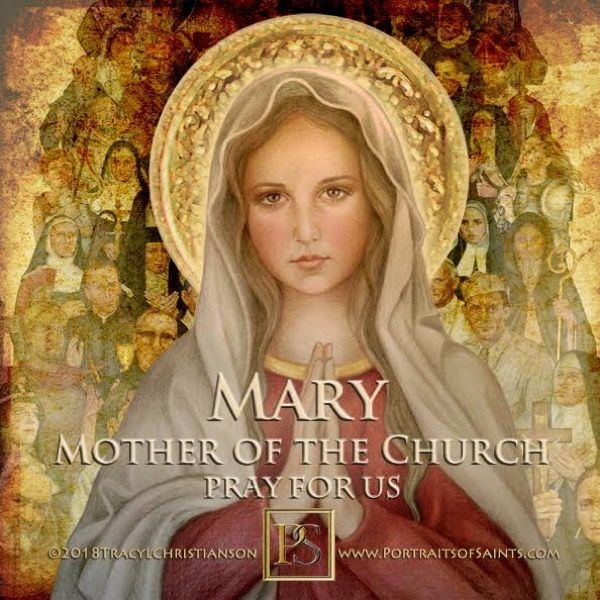 Mary
Mother of the Church
pray for us
©2018TracyLChristianson
PS
www.PortraitsofSaints.com